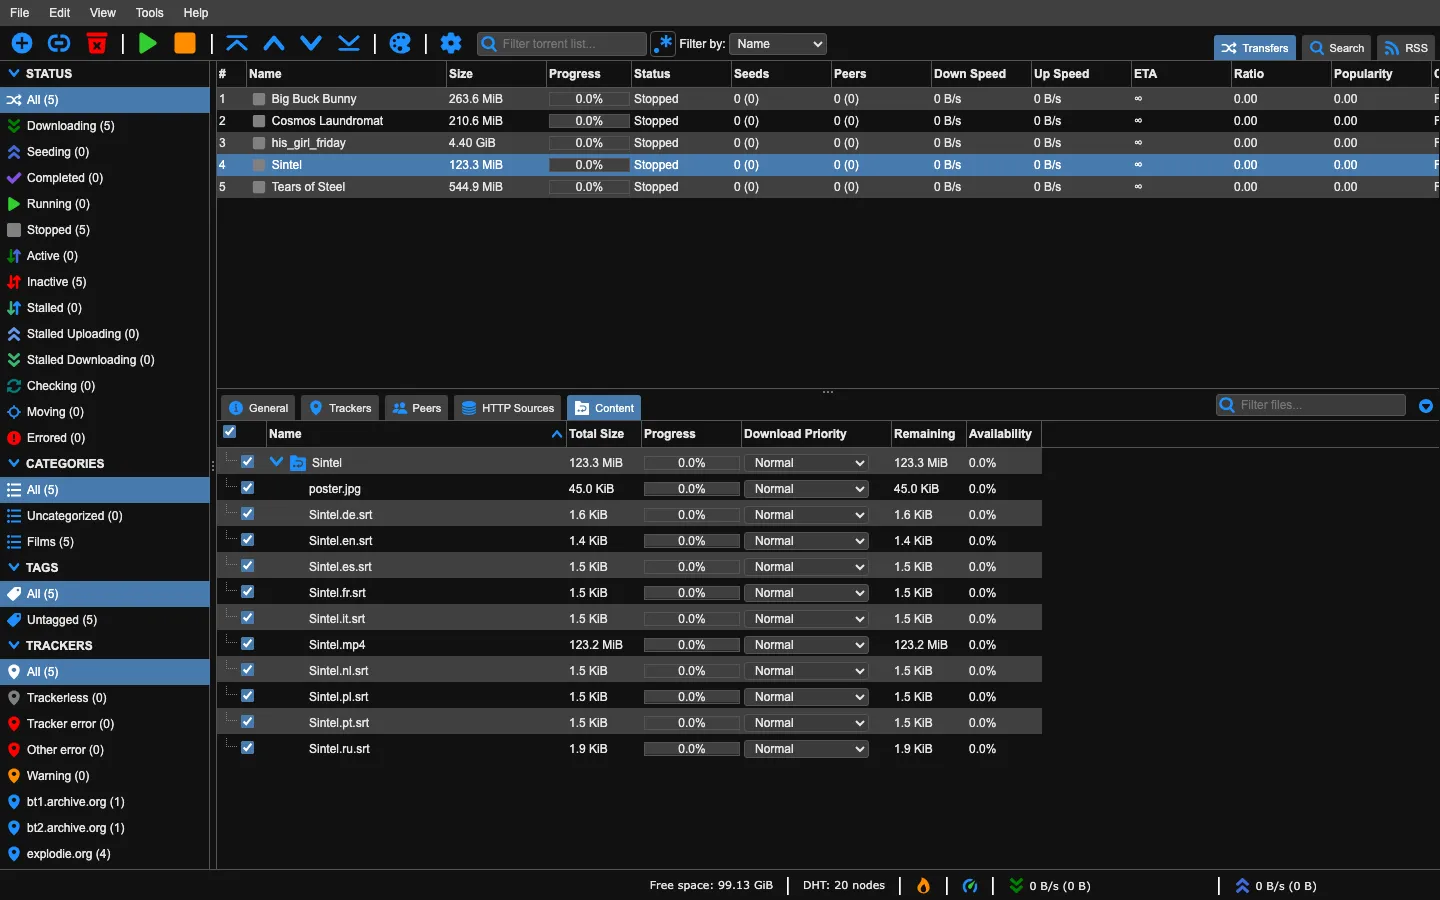 File Edit View Tools Help
Filter torrent list... .* Filter by: Name Transfers Search RSS
STATUS
All (5)
Downloading (5)
Seeding (0)
Completed (0)
Running (0)
Stopped (5)
Active (0)
Inactive (5)
Stalled (0)
Stalled Uploading (0)
Stalled Downloading (0)
Checking (0)
Moving (0)
Errored (0)
CATEGORIES
All (5)
Uncategorized (0)
Films (5)
TAGS
All (5)
Untagged (5)
TRACKERS
All (5)
Trackerless (0)
Tracker error (0)
Other error (0)
Warning (0)
bt1.archive.org (1)
bt2.archive.org (1)
explodie.org (4)
# Name Size Progress Status Seeds Peers Down Speed Up Speed ETA Ratio Popularity
1 Big Buck Bunny 263.6 MiB 0.0% Stopped 0 (0) 0 (0) 0 B/s 0 B/s ∞ 0.00 0.00
2 Cosmos Laundromat 210.6 MiB 0.0% Stopped 0 (0) 0 (0) 0 B/s 0 B/s ∞ 0.00 0.00
3 his_girl_friday 4.40 GiB 0.0% Stopped 0 (0) 0 (0) 0 B/s 0 B/s ∞ 0.00 0.00
4 Sintel 123.3 MiB 0.0% Stopped 0 (0) 0 (0) 0 B/s 0 B/s ∞ 0.00 0.00
5 Tears of Steel 544.9 MiB 0.0% Stopped 0 (0) 0 (0) 0 B/s 0 B/s ∞ 0.00 0.00
General Trackers Peers HTTP Sources Content Filter files...
Name Total Size Progress Download Priority Remaining Availability
Sintel 123.3 MiB 0.0% Normal 123.3 MiB 0.0%
poster.jpg 45.0 KiB 0.0% Normal 45.0 KiB 0.0%
Sintel.de.srt 1.6 KiB 0.0% Normal 1.6 KiB 0.0%
Sintel.en.srt 1.4 KiB 0.0% Normal 1.4 KiB 0.0%
Sintel.es.srt 1.5 KiB 0.0% Normal 1.5 KiB 0.0%
Sintel.fr.srt 1.5 KiB 0.0% Normal 1.5 KiB 0.0%
Sintel.it.srt 1.5 KiB 0.0% Normal 1.5 KiB 0.0%
Sintel.mp4 123.2 MiB 0.0% Normal 123.2 MiB 0.0%
Sintel.nl.srt 1.5 KiB 0.0% Normal 1.5 KiB 0.0%
Sintel.pl.srt 1.5 KiB 0.0% Normal 1.5 KiB 0.0%
Sintel.pt.srt 1.5 KiB 0.0% Normal 1.5 KiB 0.0%
Sintel.ru.srt 1.9 KiB 0.0% Normal 1.9 KiB 0.0%
Free space: 99.13 GiB DHT: 20 nodes 0 B/s (0 B) 0 B/s (0 B)